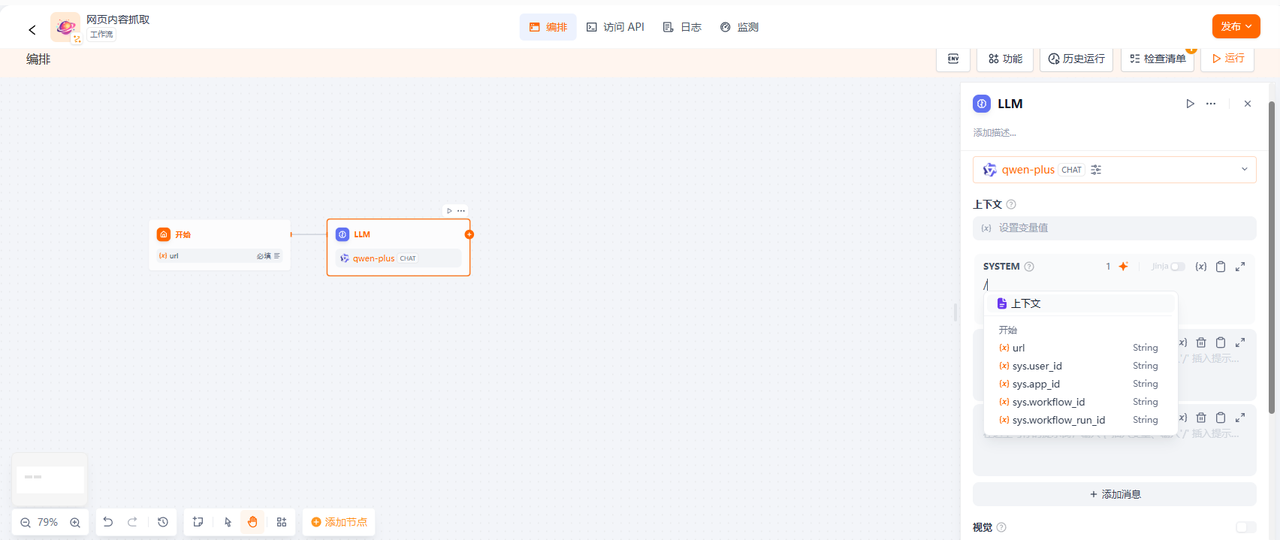 网页内容抓取
工作流
编排
访问 API
日志
监测
发布
编排
ENV
功能
历史运行
检查清单
运行
开始
(x) url
必填
LLM
qwen-plus CHAT
LLM
添加描述...
qwen-plus CHAT
上下文
(x) 设置变量值
SYSTEM
1
Jinja
{x}
/
上下文
开始
(x) url String
(x) sys.user_id String
(x) sys.app_id String
(x) sys.workflow_id String
(x) sys.workflow_run_id String
'/' 插入提示...
'/' 插入提示...
+ 添加消息
视觉
79%
添加节点